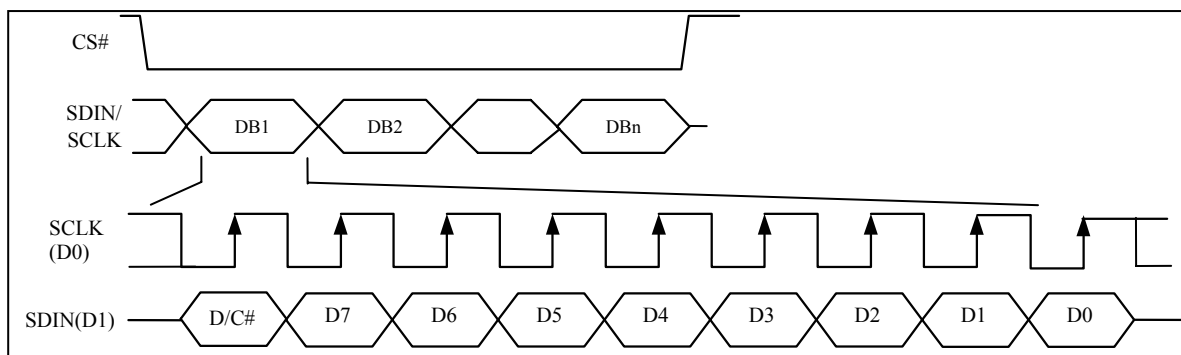 CS#
SDIN/
SCLK
DB1 DB2 DBn
SCLK
(D0)
SDIN(D1) D/C# D7 D6 D5 D4 D3 D2 D1 D0